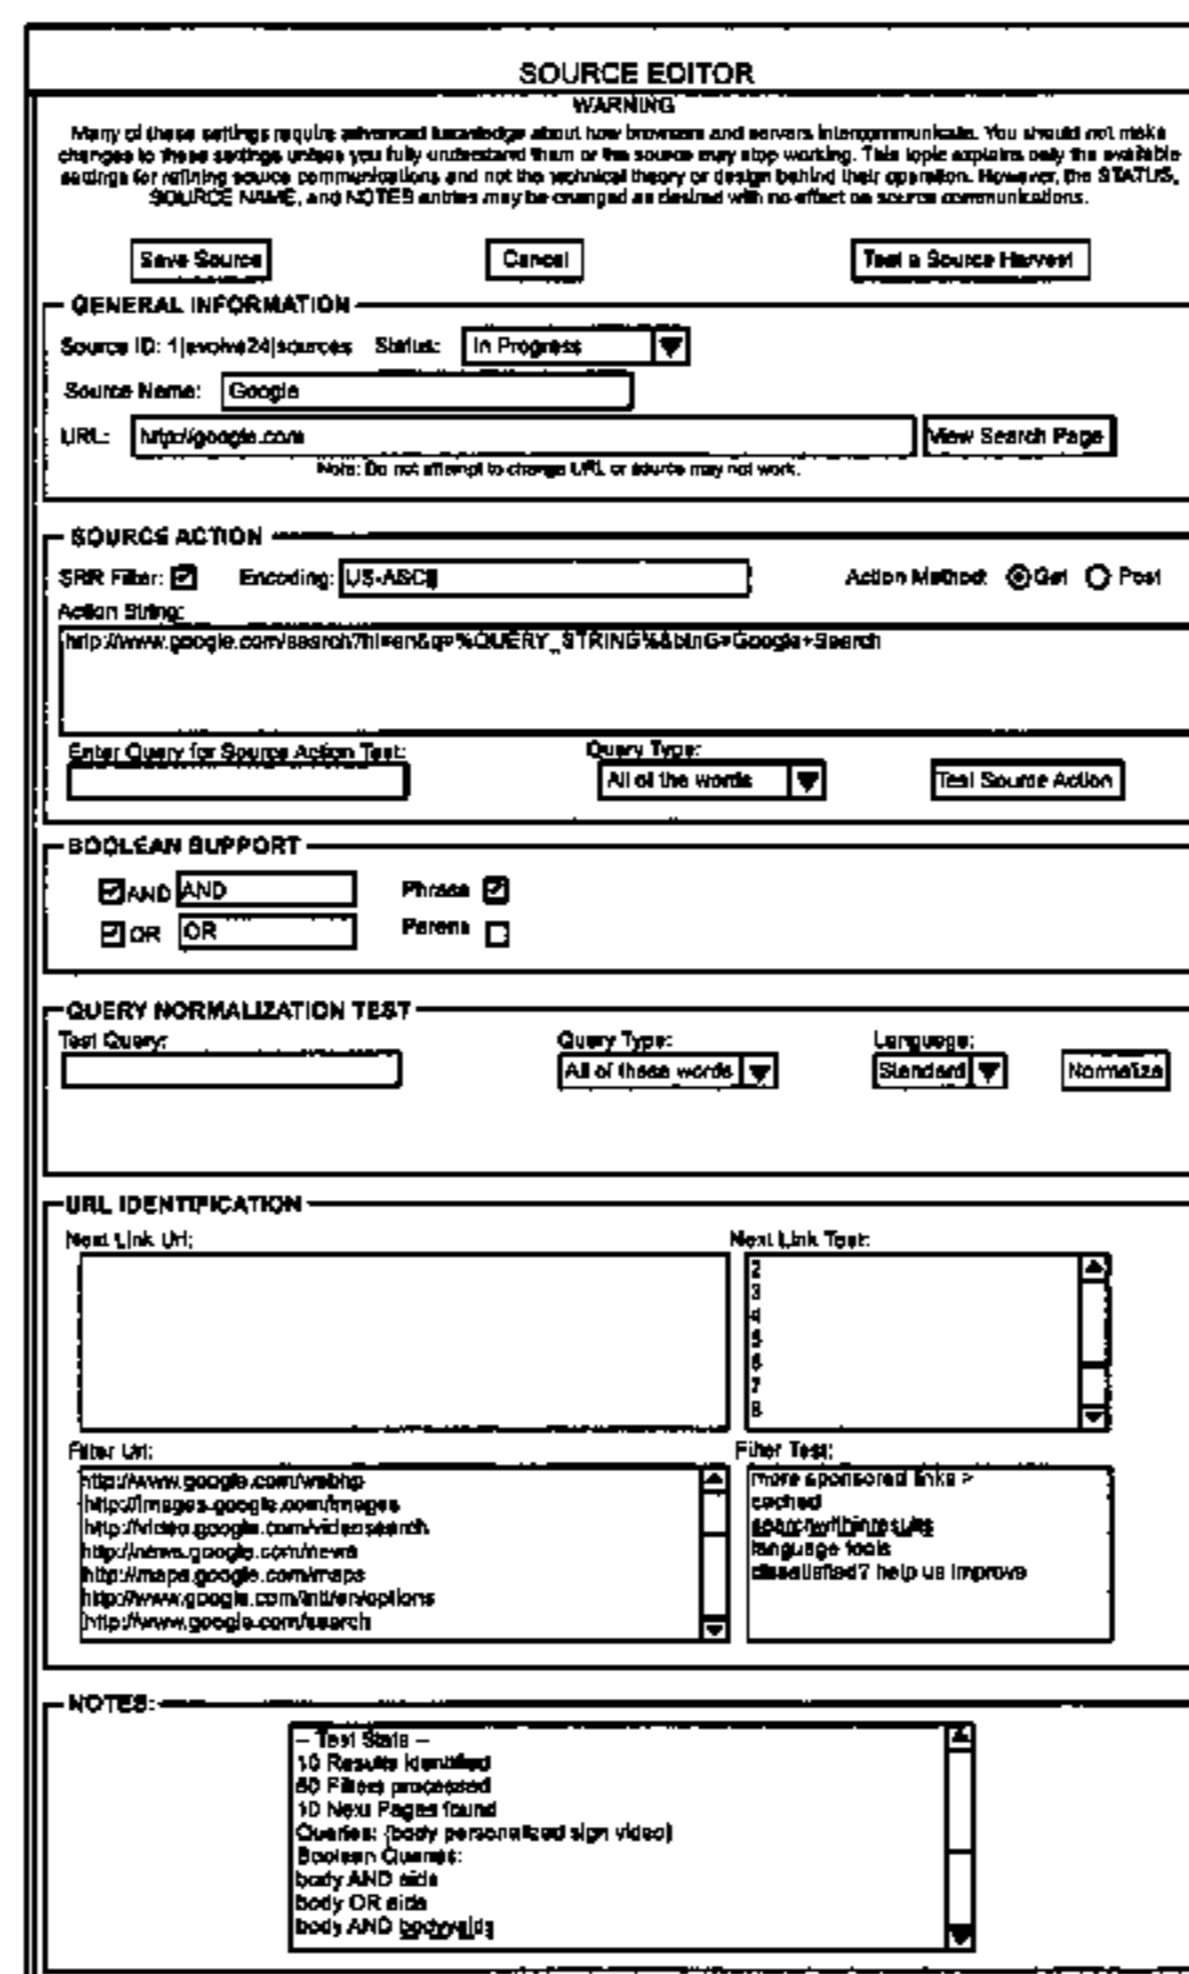 SOURCE EDITOR
WARNING
Many of these settings require advanced knowledge about how browsers and servers intercommunicate. You should not make
changes to these settings unless you fully understand them or the source may stop working. This topic explains only the available
settings for refining source communications and not the technical theory or design behind their operation. However, the STATUS,
SOURCE NAME, and NOTES entries may be changed as desired with no effect on source communications.
Save Source Cancel Test a Source Harvest
GENERAL INFORMATION
Source ID: 1|evolve24|sources Status: In Progress
Source Name: Google
URL: http://google.com View Search Page
Note: Do not attempt to change URL or source may not work.
SOURCE ACTION
SRR Filter: Encoding: US-ASCII Action Method: Get Post
Action String:
http://www.google.com/search?hl=en&q=%QUERY_STRING%&btnG=Google+Search
Enter Query for Source Action Test: Query Type:
All of the words Test Source Action
BOOLEAN SUPPORT
AND AND Phrase
OR OR Parens
QUERY NORMALIZATION TEST
Test Query: Query Type: Language:
All of these words Standard Normalize
URL IDENTIFICATION
Next Link Url: Next Link Text:
2
3
4
5
6
7
8
Filter Url: Filter Text:
http://www.google.com/webhp more sponsored links >
http://images.google.com/images cached
http://video.google.com/videosearch searchwithinresults
http://news.google.com/news language tools
http://maps.google.com/maps dissatisfied? help us improve
http://www.google.com/intl/en/options
http://www.google.com/search
NOTES:
-- Test Stats --
10 Results identified
60 Filters processed
10 Next Pages found
Queries: {body personalized sign video}
Boolean Queries:
body AND aids
body OR aids
body AND